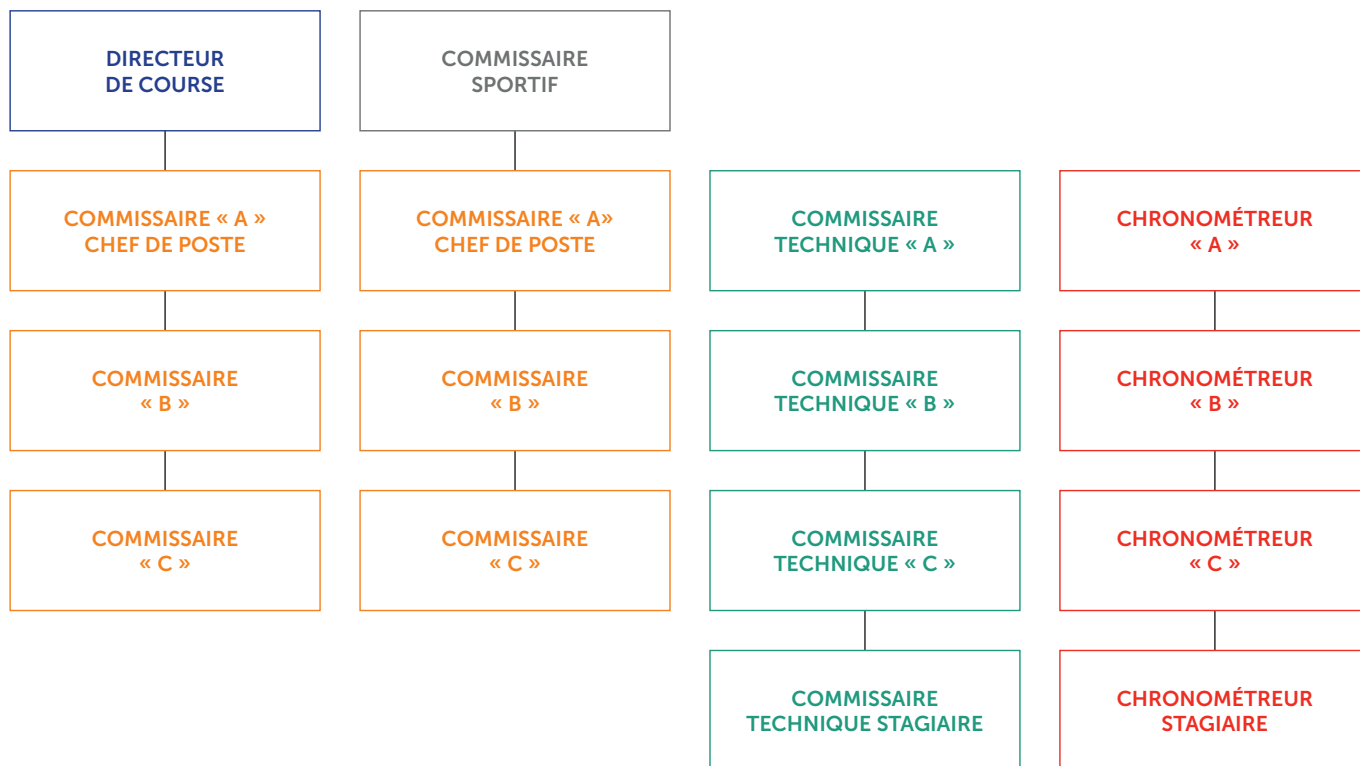 DIRECTEUR
DE COURSE
COMMISSAIRE
SPORTIF
COMMISSAIRE « A »
CHEF DE POSTE
COMMISSAIRE « A»
CHEF DE POSTE
COMMISSAIRE
TECHNIQUE « A »
CHRONOMÉTREUR
« A »
COMMISSAIRE
« B »
COMMISSAIRE
« B »
COMMISSAIRE
TECHNIQUE « B »
CHRONOMÉTREUR
« B »
COMMISSAIRE
« C »
COMMISSAIRE
« C »
COMMISSAIRE
TECHNIQUE « C »
CHRONOMÉTREUR
« C »
COMMISSAIRE
TECHNIQUE STAGIAIRE
CHRONOMÉTREUR
STAGIAIRE